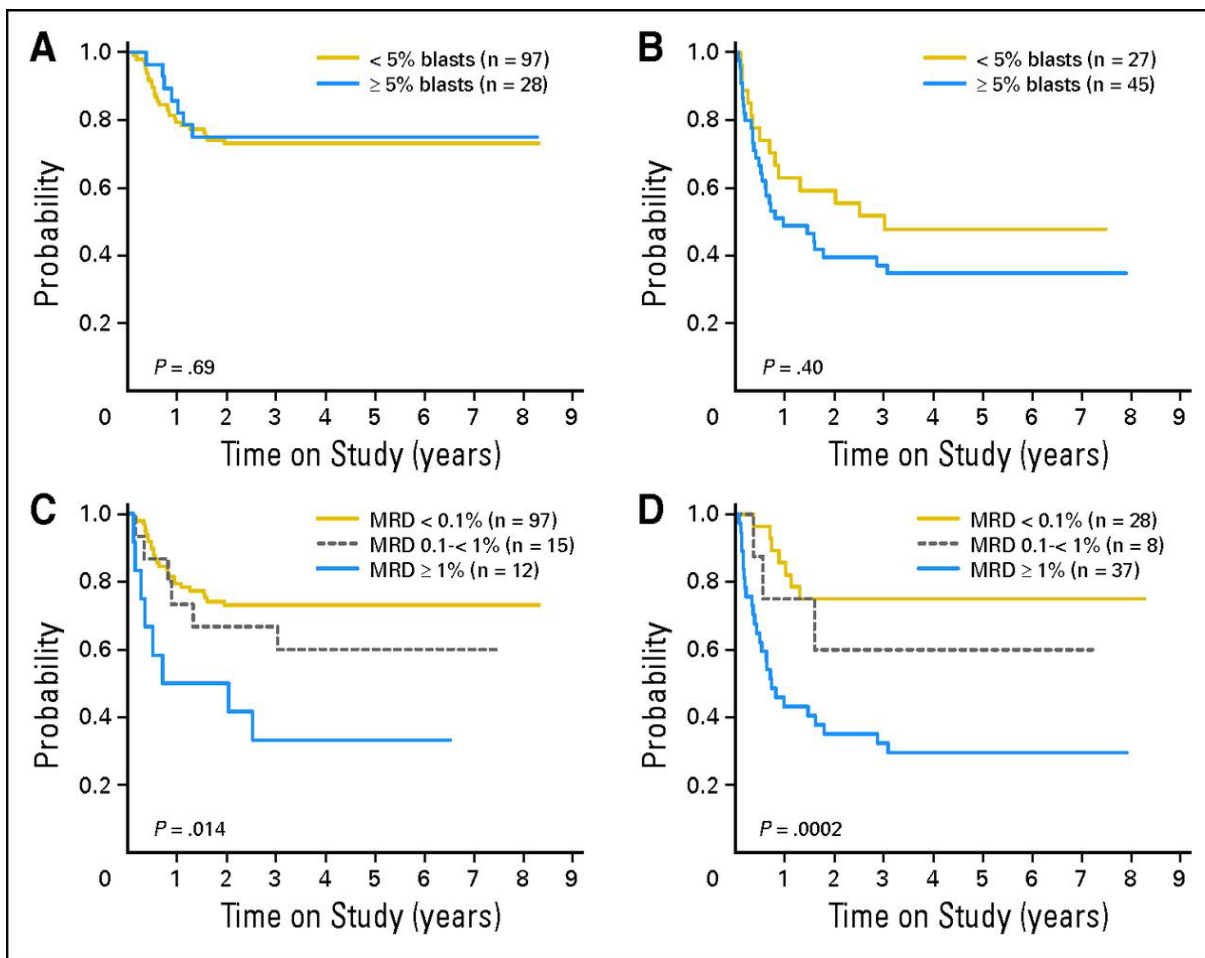 A
1.0
0.8
0.6
0.4
0.2
Probability
< 5% blasts (n = 97)
≥ 5% blasts (n = 28)
P = .69
0 1 2 3 4 5 6 7 8 9
Time on Study (years)
B
1.0
0.8
0.6
0.4
0.2
Probability
< 5% blasts (n = 27)
≥ 5% blasts (n = 45)
P = .40
0 1 2 3 4 5 6 7 8 9
Time on Study (years)
C
1.0
0.8
0.6
0.4
0.2
Probability
MRD < 0.1% (n = 97)
MRD 0.1-< 1% (n = 15)
MRD ≥ 1% (n = 12)
P = .014
0 1 2 3 4 5 6 7 8 9
Time on Study (years)
D
1.0
0.8
0.6
0.4
0.2
Probability
MRD < 0.1% (n = 28)
MRD 0.1-< 1% (n = 8)
MRD ≥ 1% (n = 37)
P = .0002
0 1 2 3 4 5 6 7 8 9
Time on Study (years)